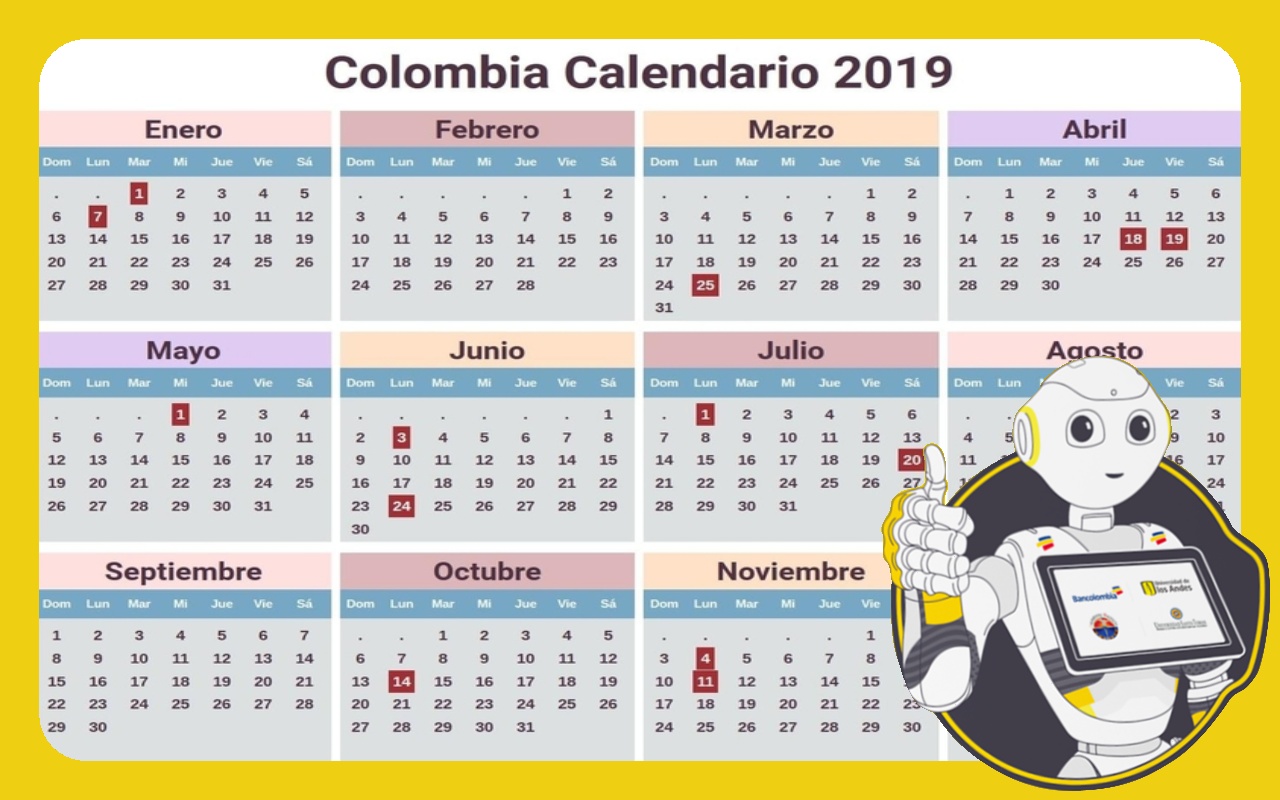 Colombia Calendario 2019
Enero Febrero Marzo Abril
Dom Lun Mar Mi Jue Vie Sá Dom Lun Mar Mi Jue Vie Sá Dom Lun Mar Mi Jue Vie Sá Dom Lun Mar Mi Jue Vie Sá
. . 1 2 3 4 5 . . . . . 1 2 . . . . . 1 2 . 1 2 3 4 5 6
6 7 8 9 10 11 12 3 4 5 6 7 8 9 3 4 5 6 7 8 9 7 8 9 10 11 12 13
13 14 15 16 17 18 19 10 11 12 13 14 15 16 10 11 12 13 14 15 16 14 15 16 17 18 19 20
20 21 22 23 24 25 26 17 18 19 20 21 22 23 17 18 19 20 21 22 23 21 22 23 24 25 26 27
27 28 29 30 31 24 25 26 27 28 24 25 26 27 28 29 30 28 29 30
31
Mayo Junio Julio Agosto
Dom Lun Mar Mi Jue Vie Sá Dom Lun Mar Mi Jue Vie Sá Dom Lun Mar Mi Jue Vie Sá Dom Lun Vie Sá
. . . 1 2 3 4 . . . . . . 1 . 1 2 3 4 5 6 . . 2 3
5 6 7 8 9 10 11 2 3 4 5 6 7 8 7 8 9 10 11 12 13 4 5 9 10
12 13 14 15 16 17 18 9 10 11 12 13 14 15 14 15 16 17 18 19 20 11 16 17
19 20 21 22 23 24 25 16 17 18 19 20 21 22 21 22 23 24 25 26 27 24
26 27 28 29 30 31 23 24 25 26 27 28 29 28 29 30 31
30
Septiembre Octubre Noviembre
Dom Lun Mar Mi Jue Vie Sá Dom Lun Mar Mi Jue Vie Sá Dom Lun Mar Mi Jue Vie
1 2 3 4 5 6 7 . . 1 2 3 4 5 . . . . . 1
8 9 10 11 12 13 14 6 7 8 9 10 11 12 3 4 5 6 7 8
15 16 17 18 19 20 21 13 14 15 16 17 18 19 10 11 12 13 14 15
22 23 24 25 26 27 28 20 21 22 23 24 25 26 17 18 19 20 21 22 23
29 30 27 28 29 30 31 24 25 26 27 28 29 30
Bancolombia
Universidad de
los Andes